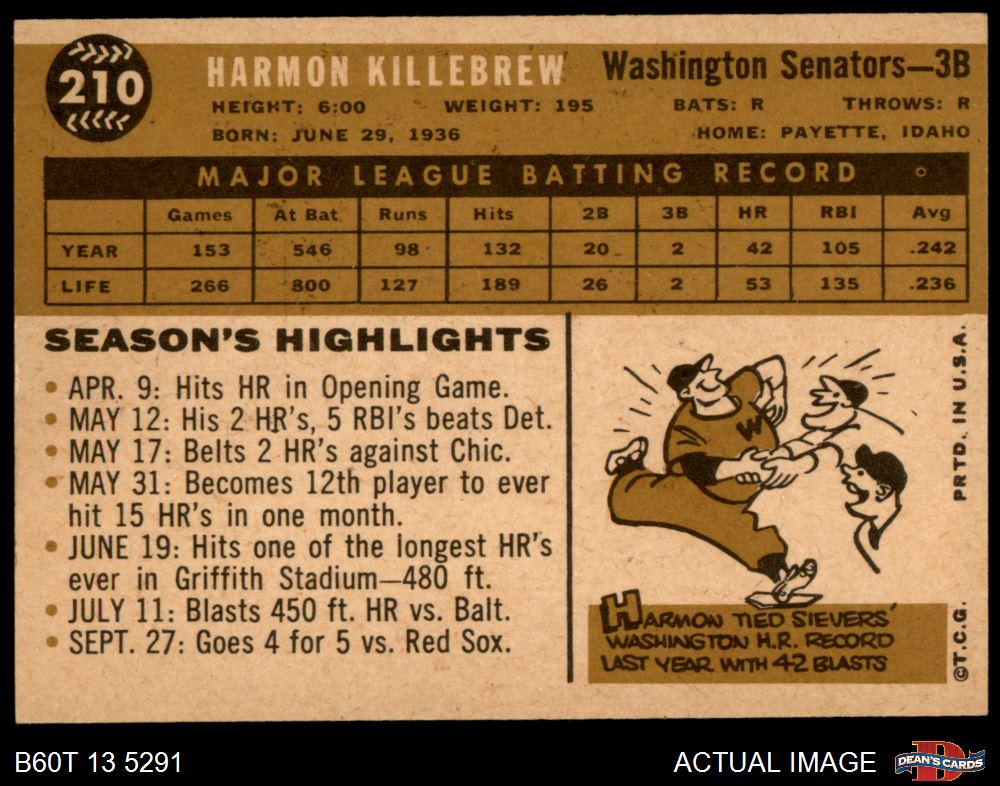 210
HARMON KILLEBREW Washington Senators—3B
HEIGHT: 6:00 WEIGHT: 195 BATS: R THROWS: R
BORN: JUNE 29, 1936 HOME: PAYETTE, IDAHO
MAJOR LEAGUE BATTING RECORD
Games At Bat Runs Hits 2B 3B HR RBI Avg
YEAR 153 546 98 132 20 2 42 105 .242
LIFE 266 800 127 189 26 2 53 135 .236
SEASON'S HIGHLIGHTS
• APR. 9: Hits HR in Opening Game.
• MAY 12: His 2 HR's, 5 RBI's beats Det.
• MAY 17: Belts 2 HR's against Chic.
• MAY 31: Becomes 12th player to ever
hit 15 HR's in one month.
• JUNE 19: Hits one of the longest HR's
ever in Griffith Stadium—480 ft.
• JULY 11: Blasts 450 ft. HR vs. Balt.
• SEPT. 27: Goes 4 for 5 vs. Red Sox.
W
HARMON TIED SIEVERS'
WASHINGTON H.R. RECORD
LAST YEAR WITH 42 BLASTS
©T.C.G. PRTD. IN U.S.A.
B60T 13 5291 ACTUAL IMAGE
D
DEAN'S CARDS